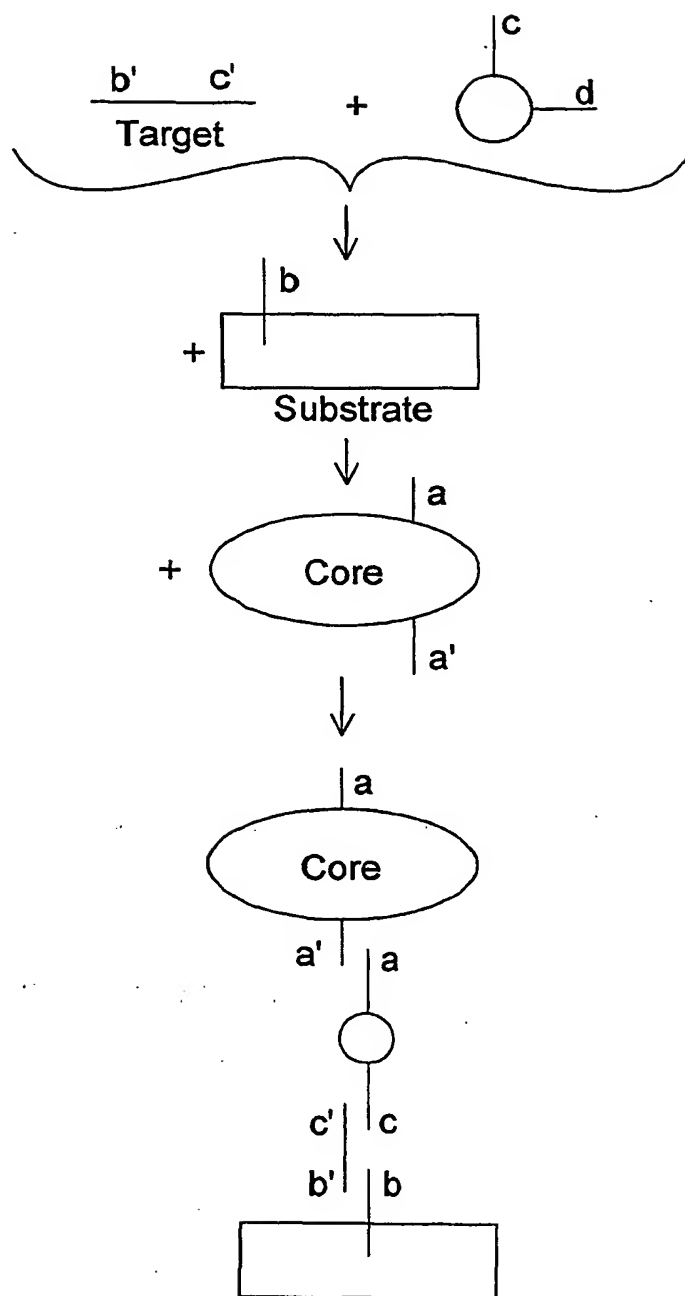 c
b' c' + d
Target
b
+
Substrate
a
+ Core
a'
a
Core
a' a
c' c
b' b